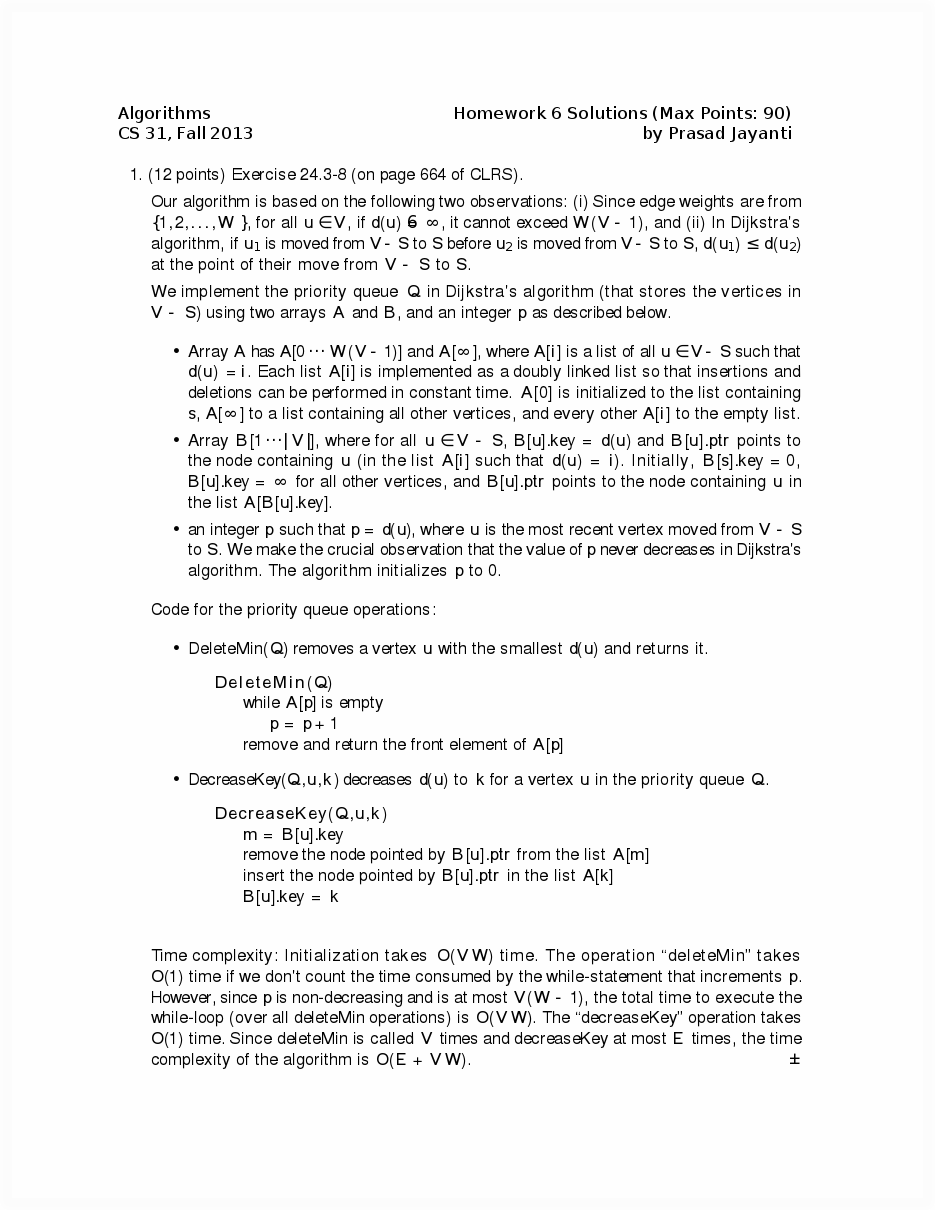 Algorithms Homework 6 Solutions (Max Points: 90)
CS 31, Fall 2013 by Prasad Jayanti
1. (12 points) Exercise 24.3-8 (on page 664 of CLRS).
Our algorithm is based on the following two observations: (i) Since edge weights are from
{1,2,...,W }, for all u ∈ V, if d(u) 6 ∞, it cannot exceed W(V - 1), and (ii) In Dijkstra's
algorithm, if u1 is moved from V - S to S before u2 is moved from V - S to S, d(u1) ≤ d(u2)
at the point of their move from V - S to S.
We implement the priority queue Q in Dijkstra's algorithm (that stores the vertices in
V - S) using two arrays A and B, and an integer p as described below.
• Array A has A[0 ··· W(V - 1)] and A[∞], where A[i] is a list of all u ∈ V - S such that
d(u) = i. Each list A[i] is implemented as a doubly linked list so that insertions and
deletions can be performed in constant time. A[0] is initialized to the list containing
s, A[∞] to a list containing all other vertices, and every other A[i] to the empty list.
• Array B[1 ···|V|], where for all u ∈ V - S, B[u].key = d(u) and B[u].ptr points to
the node containing u (in the list A[i] such that d(u) = i). Initially, B[s].key = 0,
B[u].key = ∞ for all other vertices, and B[u].ptr points to the node containing u in
the list A[B[u].key].
• an integer p such that p = d(u), where u is the most recent vertex moved from V - S
to S. We make the crucial observation that the value of p never decreases in Dijkstra's
algorithm. The algorithm initializes p to 0.
Code for the priority queue operations:
• DeleteMin(Q) removes a vertex u with the smallest d(u) and returns it.
DeleteMin(Q)
while A[p] is empty
p = p + 1
remove and return the front element of A[p]
• DecreaseKey(Q,u,k) decreases d(u) to k for a vertex u in the priority queue Q.
DecreaseKey(Q,u,k)
m = B[u].key
remove the node pointed by B[u].ptr from the list A[m]
insert the node pointed by B[u].ptr in the list A[k]
B[u].key = k
Time complexity: Initialization takes O(VW) time. The operation “deleteMin” takes
O(1) time if we don't count the time consumed by the while-statement that increments p.
However, since p is non-decreasing and is at most V(W - 1), the total time to execute the
while-loop (over all deleteMin operations) is O(VW). The “decreaseKey” operation takes
O(1) time. Since deleteMin is called V times and decreaseKey at most E times, the time
complexity of the algorithm is O(E + VW). ±